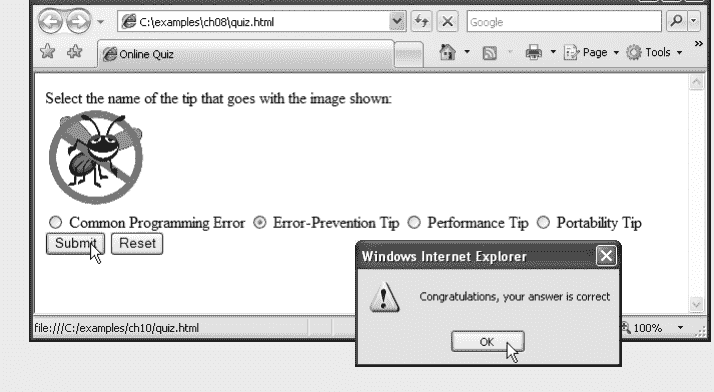 C:\examples\ch08\quiz.html
Google
Online Quiz
Page
Tools
»
Select the name of the tip that goes with the image shown:
Common Programming Error Error-Prevention Tip Performance Tip Portability Tip
Submit Reset
Windows Internet Explorer
Congratulations, your answer is correct
OK
file:///C:/examples/ch10/quiz.html
100%